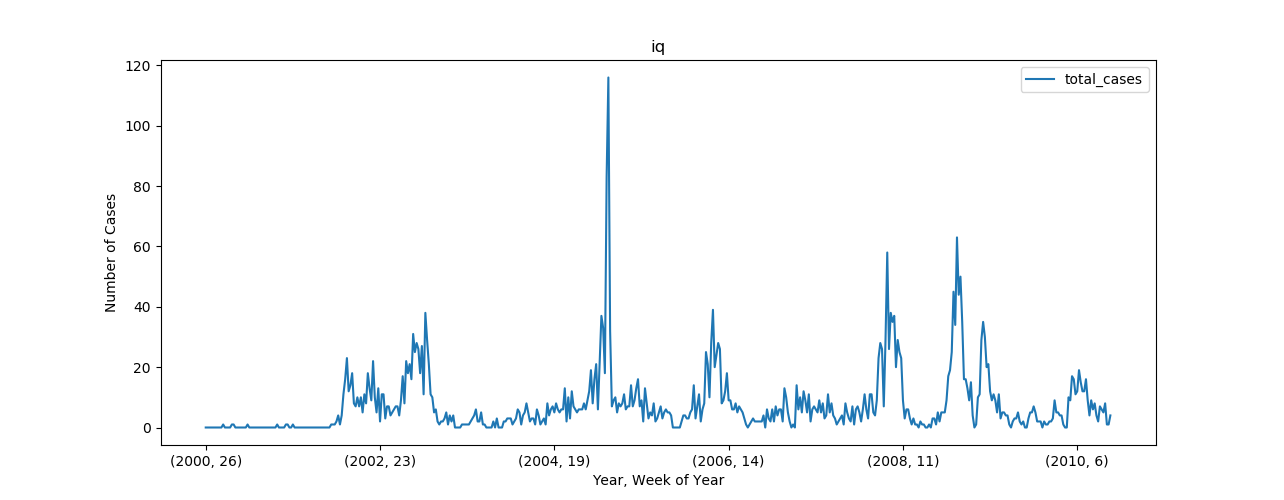 iq
total_cases
120
100
80
60
40
20
0
Number of Cases
(2000, 26) (2002, 23) (2004, 19) (2006, 14) (2008, 11) (2010, 6)
Year, Week of Year